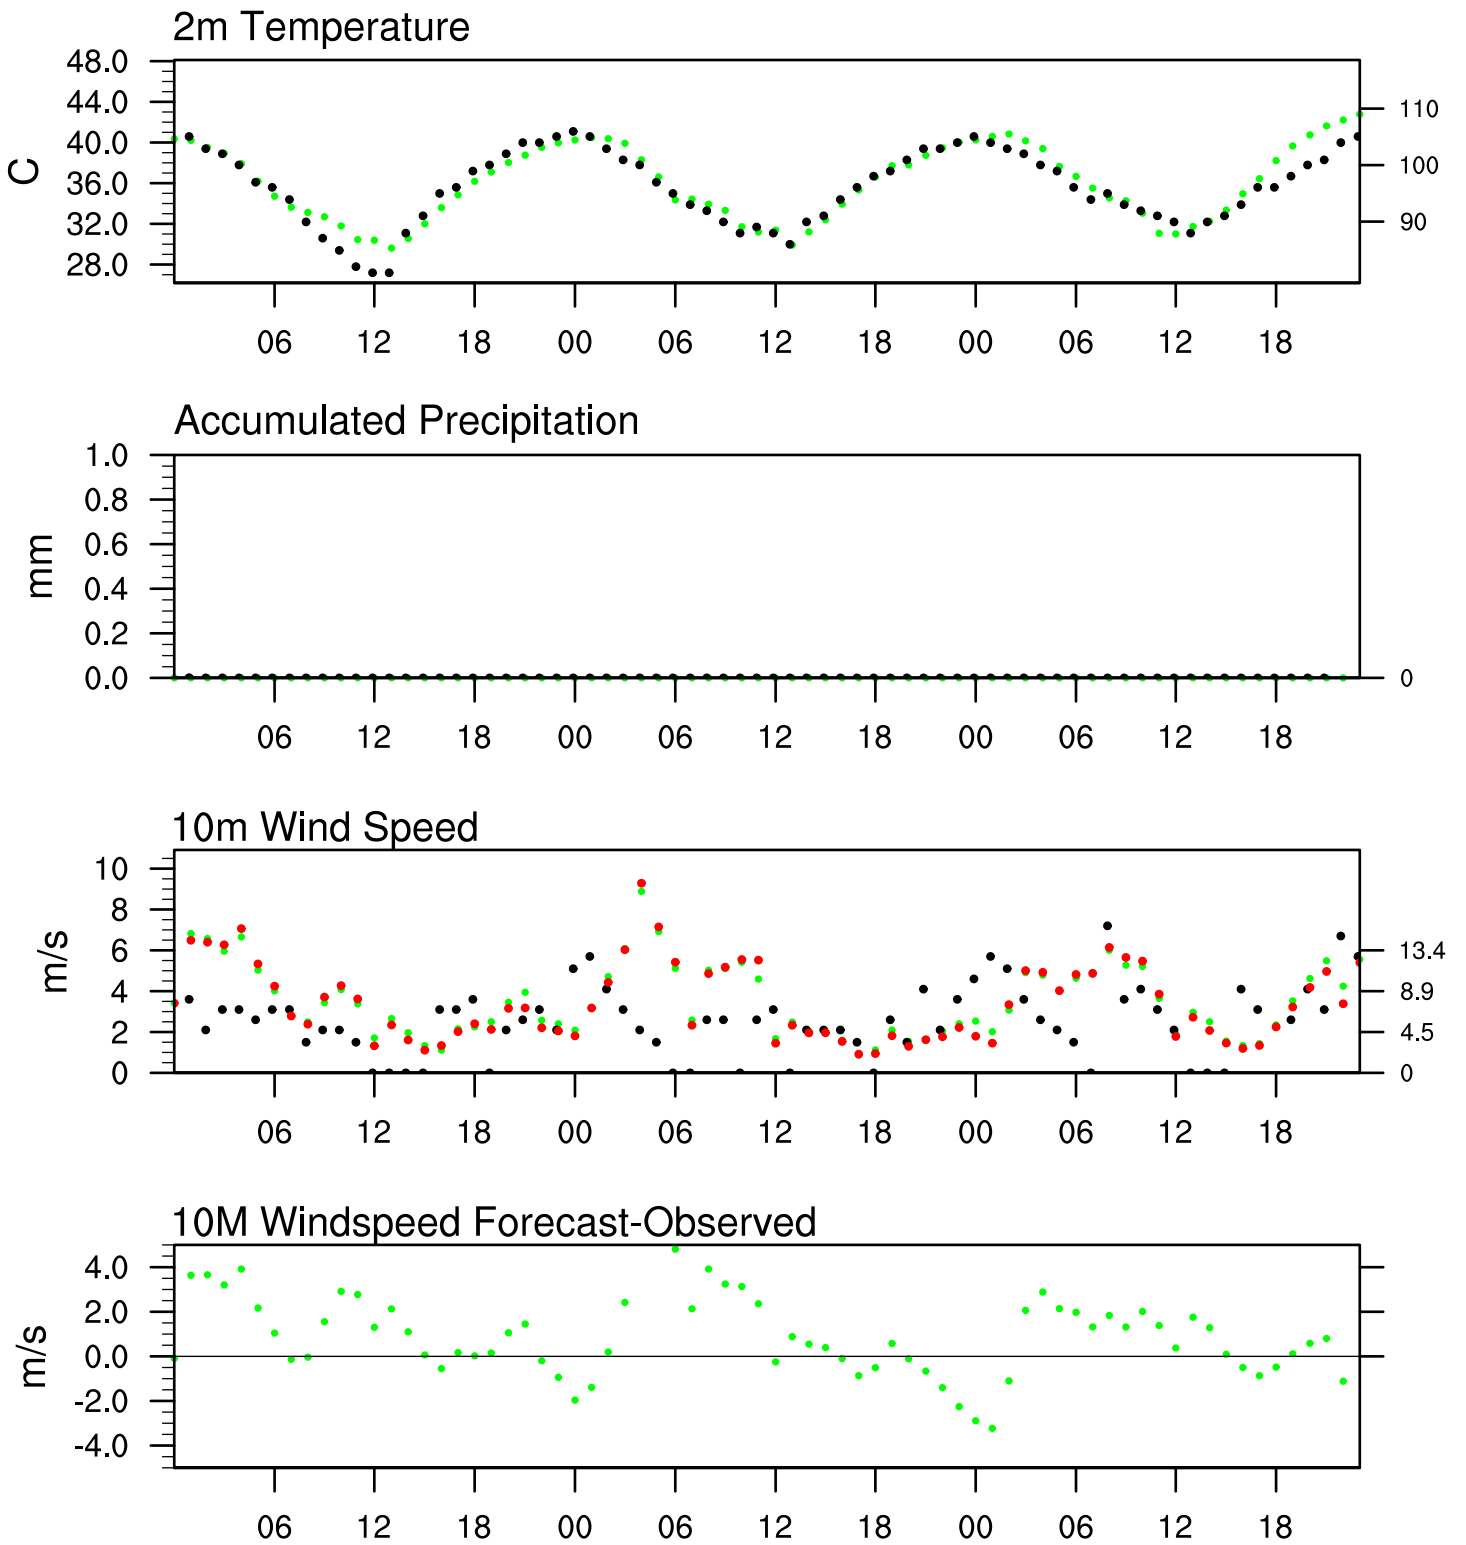 2m Temperature
48.0
44.0
40.0
36.0
32.0
28.0
C
110
100
90
06 12 18 00 06 12 18 00 06 12 18
Accumulated Precipitation
1.0
0.8
0.6
0.4
0.2
0.0
mm
0
06 12 18 00 06 12 18 00 06 12 18
10m Wind Speed
10
8
6
4
2
0
m/s
13.4
8.9
4.5
0
06 12 18 00 06 12 18 00 06 12 18
10M Windspeed Forecast-Observed
4.0
2.0
0.0
-2.0
-4.0
m/s
06 12 18 00 06 12 18 00 06 12 18